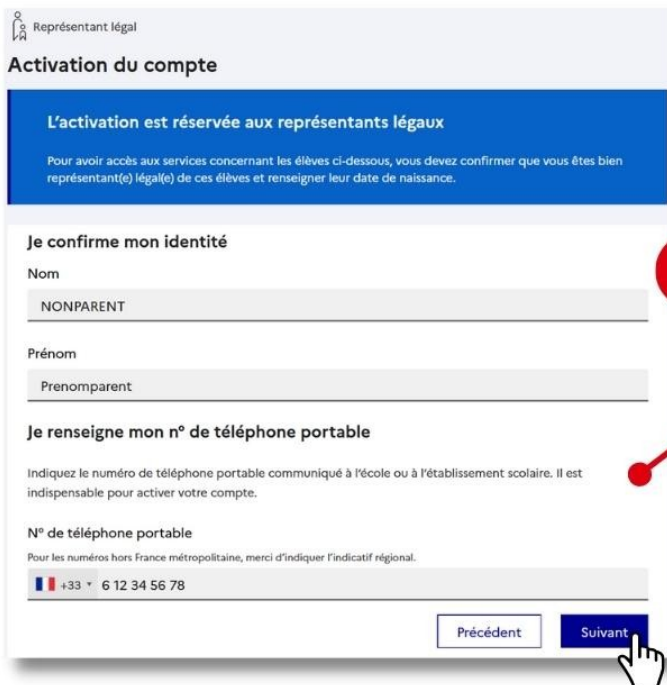 Représentant légal
Activation du compte
L'activation est réservée aux représentants légaux
Pour avoir accès aux services concernant les élèves ci-dessous, vous devez confirmer que vous êtes bien
représentant(e) légal(e) de ces élèves et renseigner leur date de naissance.
Je confirme mon identité
Nom
NONPARENT
Prénom
Prenomparent
Je renseigne mon n° de téléphone portable
Indiquez le numéro de téléphone portable communiqué à l'école ou à l'établissement scolaire. Il est
indispensable pour activer votre compte.
N° de téléphone portable
Pour les numéros hors France métropolitaine, merci d'indiquer l'indicatif régional.
+33 6 12 34 56 78
Précédent Suivant